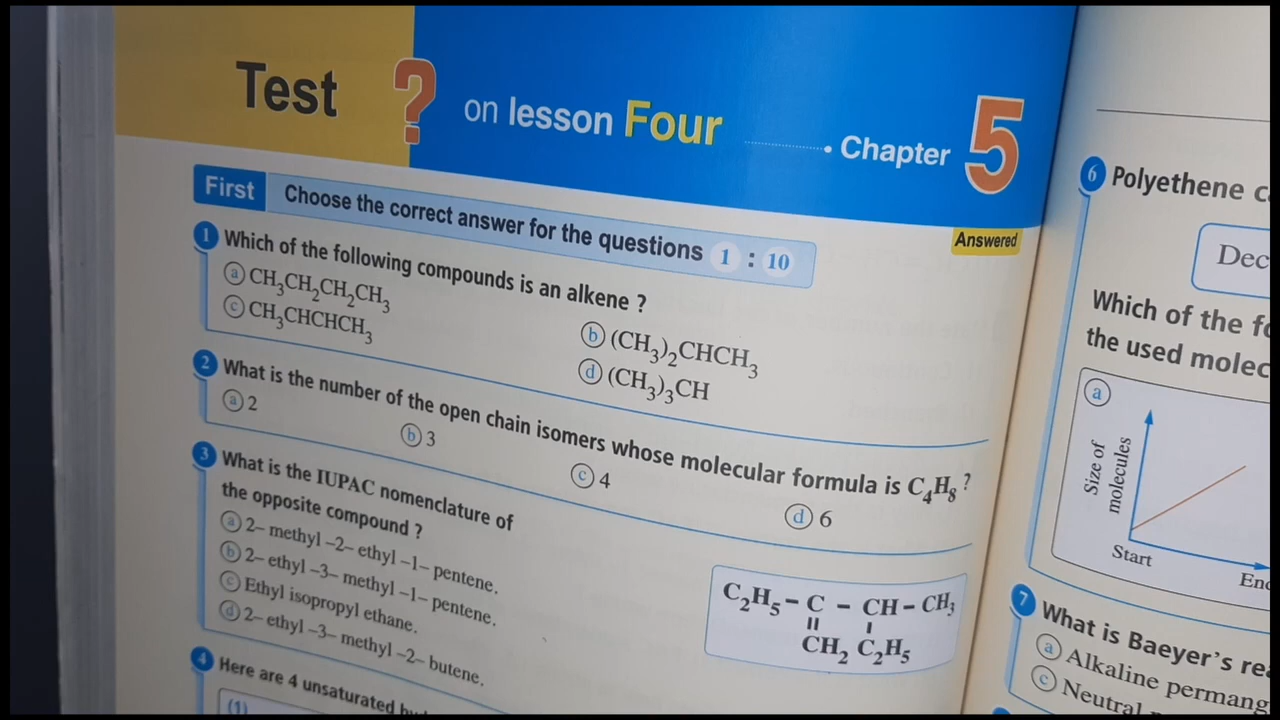 Test ? on lesson Four ........... • Chapter 5
Answered
First Choose the correct answer for the questions 1 : 10
1 Which of the following compounds is an alkene ?
a CH₃CH₂CH₂CH₃
b (CH₃)₂CHCH₃
c CH₃CHCHCH₃
d (CH₃)₃CH
2 What is the number of the open chain isomers whose molecular formula is C₄H₈ ?
a 2
b 3
c 4
d 6
3 What is the IUPAC nomenclature of
the opposite compound ?
a 2– methyl –2– ethyl –1– pentene.
b 2– ethyl –3– methyl –1– pentene.
c Ethyl isopropyl ethane.
d 2– ethyl –3– methyl –2– butene.
C₂H₅ – C – CH – CH₃
CH₂ C₂H₅
4 Here are 4 unsaturated
(1)
6 Polyethene
Which of the
the used
a
Size of
molecules
Start
7 What is Baeyer's
a Alkaline
c Neutral